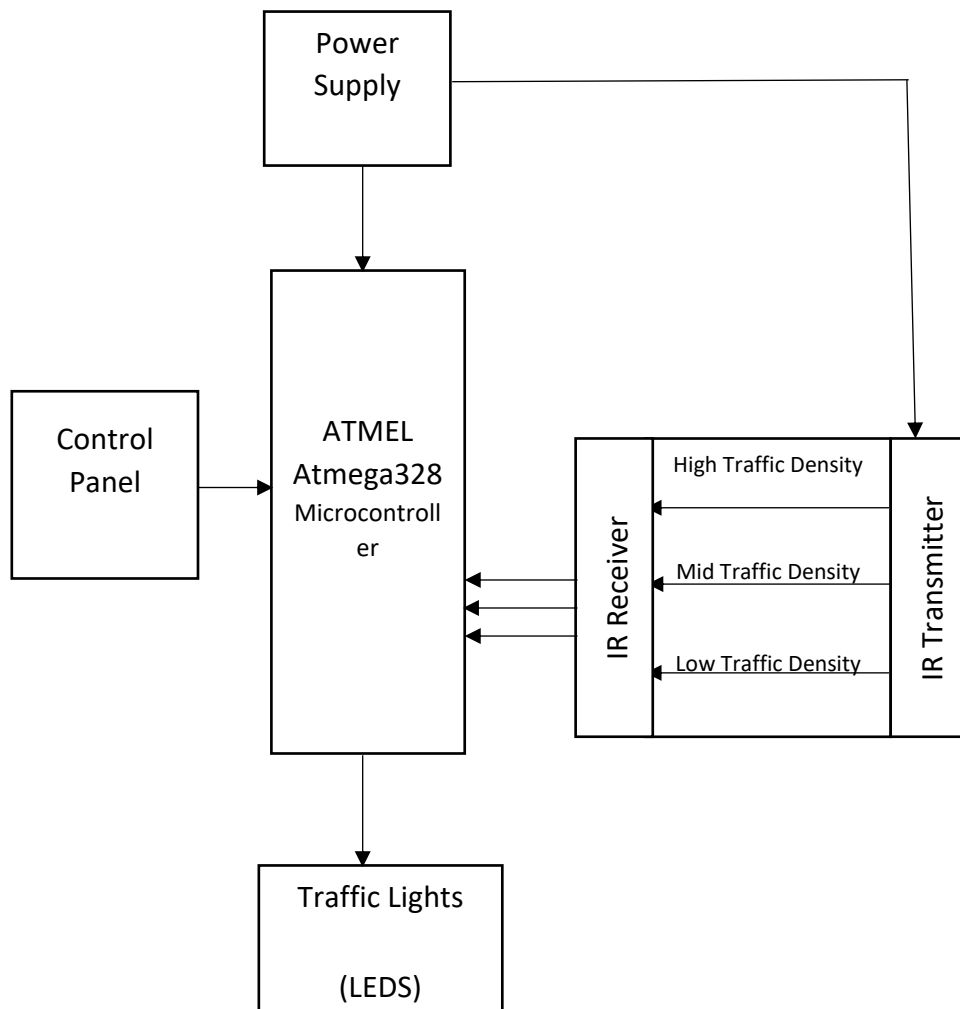 Power
Supply
Control
Panel
ATMEL
Atmega328
Microcontroll
er
IR Receiver
High Traffic Density
Mid Traffic Density
Low Traffic Density
IR Transmitter
Traffic Lights
(LEDS)